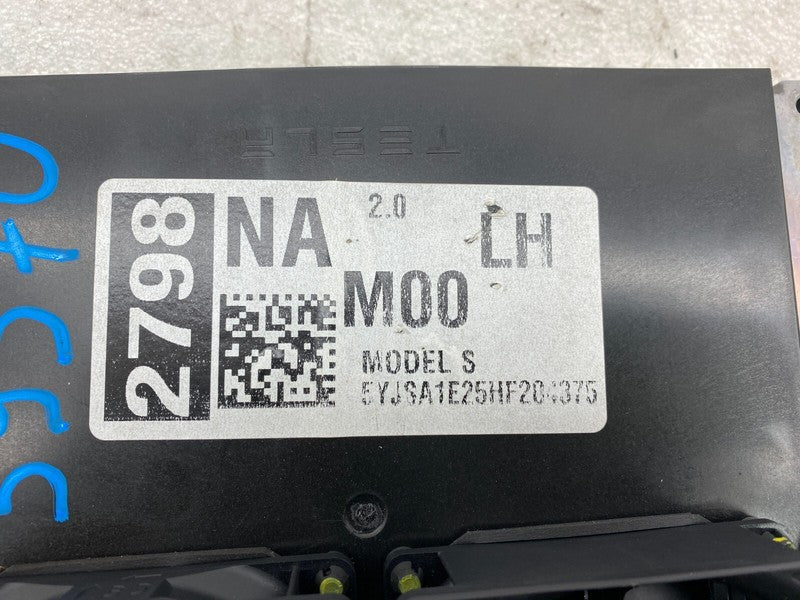 TESLA
2798
NA 2.0 LH
M00
MODEL S
5YJSA1E25HF204375